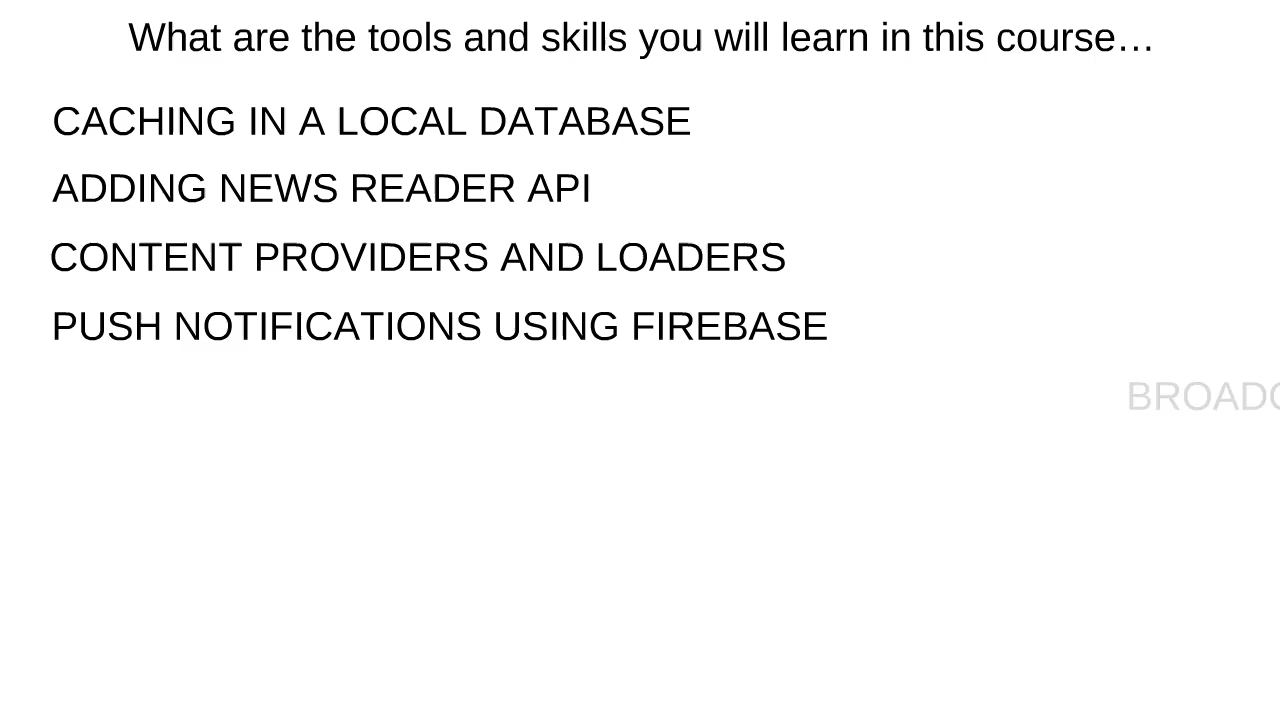 What are the tools and skills you will learn in this course…
CACHING IN A LOCAL DATABASE
ADDING NEWS READER API
CONTENT PROVIDERS AND LOADERS
PUSH NOTIFICATIONS USING FIREBASE